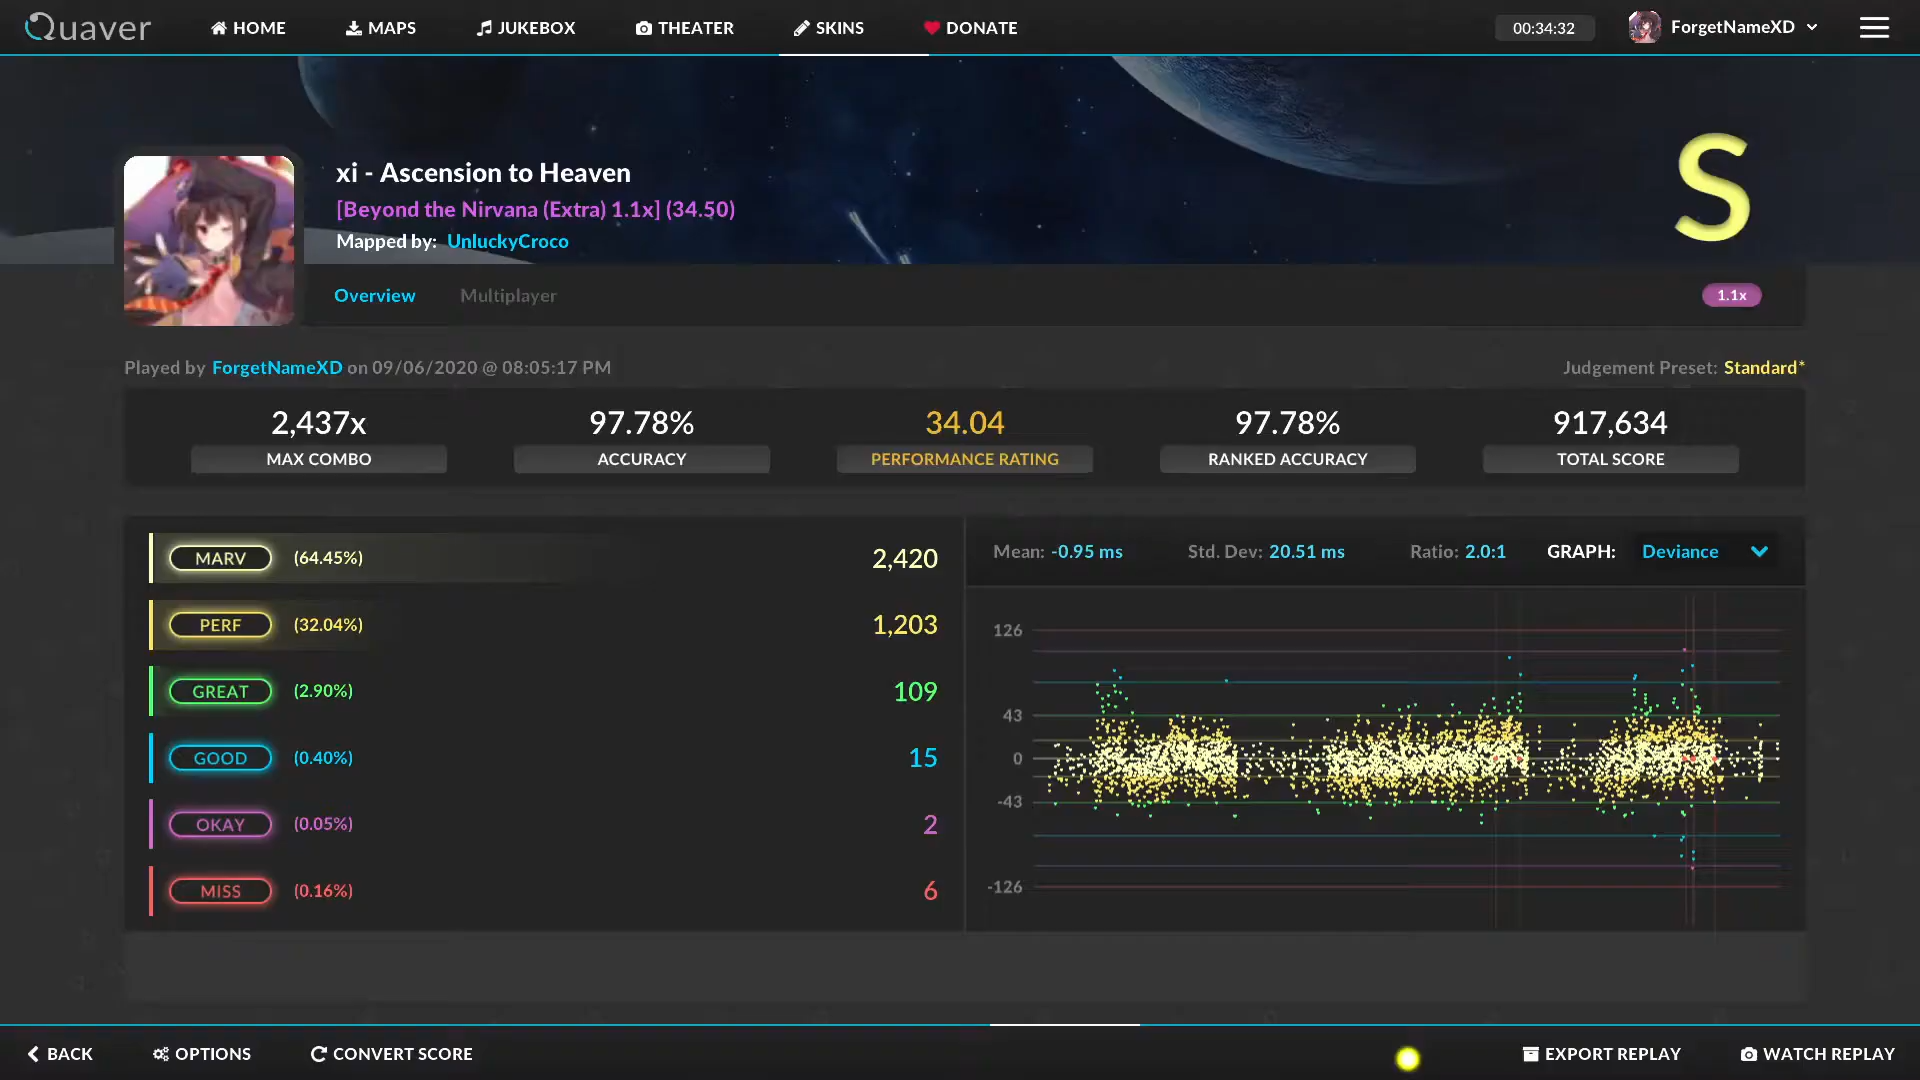 Quaver HOME MAPS JUKEBOX THEATER SKINS DONATE 00:34:32 ForgetNameXD
xi - Ascension to Heaven
[Beyond the Nirvana (Extra) 1.1x] (34.50)
Mapped by: UnluckyCroco
S
Overview Multiplayer
1.1x
Played by ForgetNameXD on 09/06/2020 @ 08:05:17 PM
Judgement Preset: Standard*
2,437x 97.78% 34.04 97.78% 917,634
MAX COMBO ACCURACY PERFORMANCE RATING RANKED ACCURACY TOTAL SCORE
MARV (64.45%) 2,420
PERF (32.04%) 1,203
GREAT (2.90%) 109
GOOD (0.40%) 15
OKAY (0.05%) 2
MISS (0.16%) 6
Mean: -0.95 ms Std. Dev: 20.51 ms Ratio: 2.0:1 GRAPH: Deviance
126
43
0
-43
-126
BACK OPTIONS CONVERT SCORE EXPORT REPLAY WATCH REPLAY